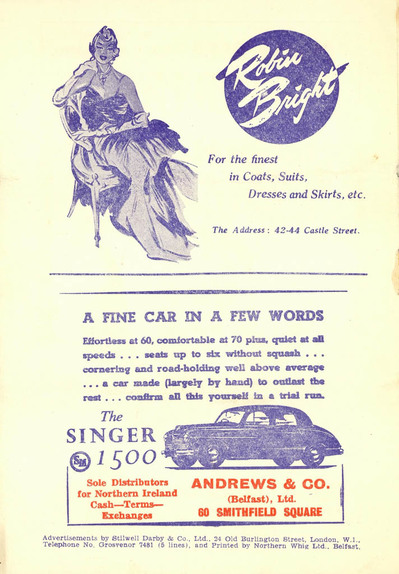 Robin
Bright
For the finest
in Coats, Suits,
Dresses and Skirts, etc.
The Address : 42-44 Castle Street.
A FINE CAR IN A FEW WORDS
Effortless at 60, comfortable at 70 plus, quiet at all
speeds . . . seats up to six without squash . . .
cornering and road-holding well above average
. . . a car made (largely by hand) to outlast the
rest . . . confirm all this yourself in a trial run.
The
SINGER
SM 1500
Sole Distributors
for Northern Ireland
Cash—Terms—
Exchanges
ANDREWS & CO.
(Belfast), Ltd.
60 SMITHFIELD SQUARE
Advertisements by Stilwell Darby & Co., Ltd., 24 Old Burlington Street, London, W.1.,
Telephone No. Grosvenor 7481 (5 lines), and Printed by Northern Whig Ltd., Belfast.